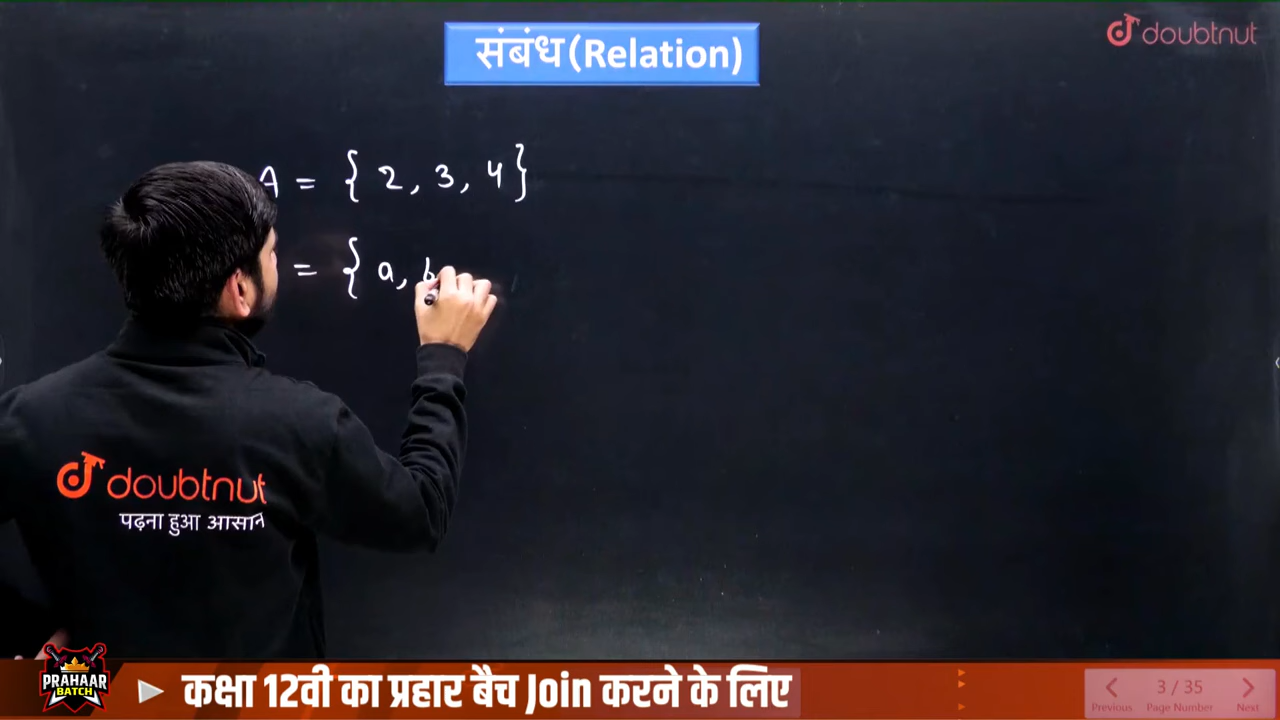 संबंध (Relation)
doubtnut
A = { 2, 3, 4 }
= { a, b
doubtnut
पढ़ना हुआ आसान
PRAHAAR
BATCH
कक्षा 12वी का प्रहार बैच Join करने के लिए
3 / 35
Previous Page Number Next